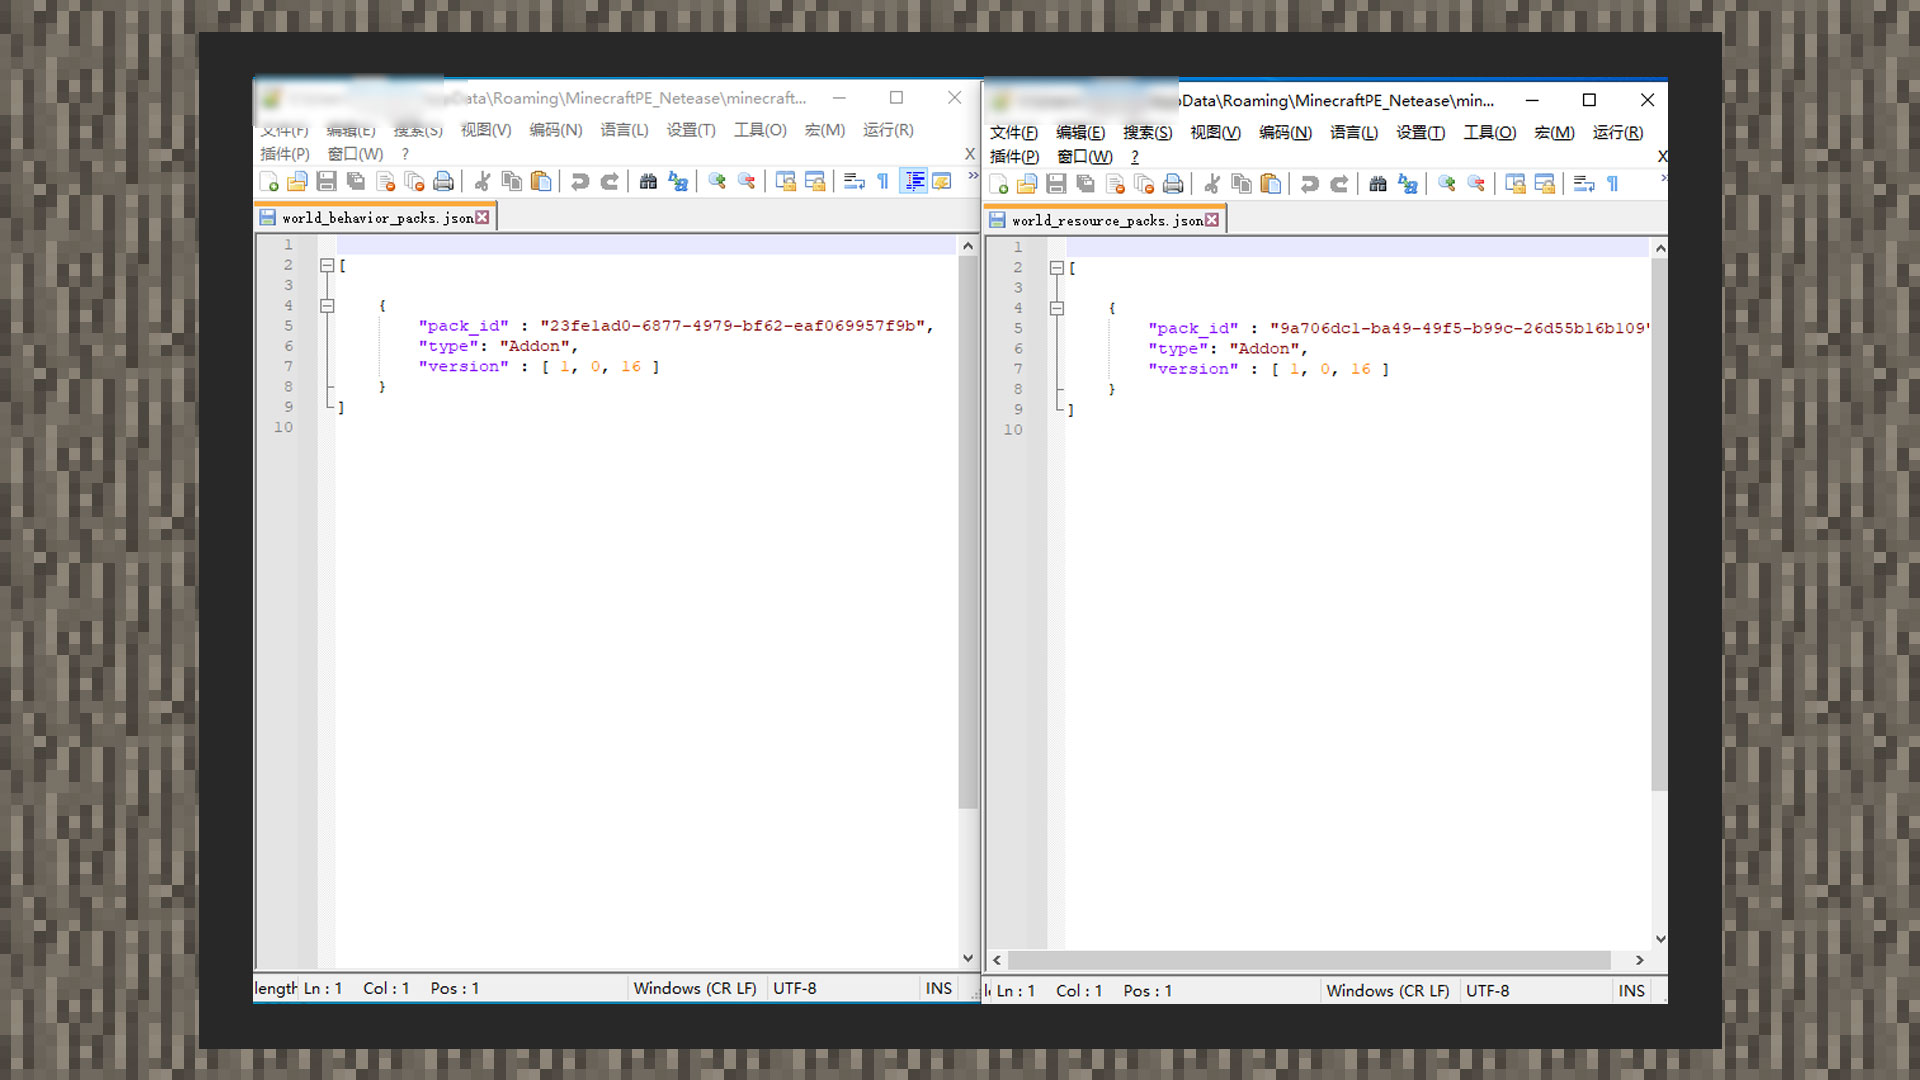 Data\Roaming\MinecraftPE_Netease\minecraft...
文件(F) 编辑(E) 搜索(S) 视图(V) 编码(N) 语言(L) 设置(T) 工具(O) 宏(M) 运行(R)
插件(P) 窗口(W) ? X
world_behavior_packs.json
1
2 [
3
4 {
5 "pack_id" : "23fe1ad0-6877-4979-bf62-eaf069957f9b",
6 "type": "Addon",
7 "version" : [ 1, 0, 16 ]
8 }
9 ]
10
length Ln : 1 Col : 1 Pos : 1 Windows (CR LF) UTF-8 INS
Data\Roaming\MinecraftPE_Netease\min...
文件(F) 编辑(E) 搜索(S) 视图(V) 编码(N) 语言(L) 设置(T) 工具(O) 宏(M) 运行(R)
插件(P) 窗口(W) ? X
world_resource_packs.json
1
2 [
3
4 {
5 "pack_id" : "9a706dc1-ba49-49f5-b99c-26d55b16b109"
6 "type": "Addon",
7 "version" : [ 1, 0, 16 ]
8 }
9 ]
10
Ln : 1 Col : 1 Pos : 1 Windows (CR LF) UTF-8 INS